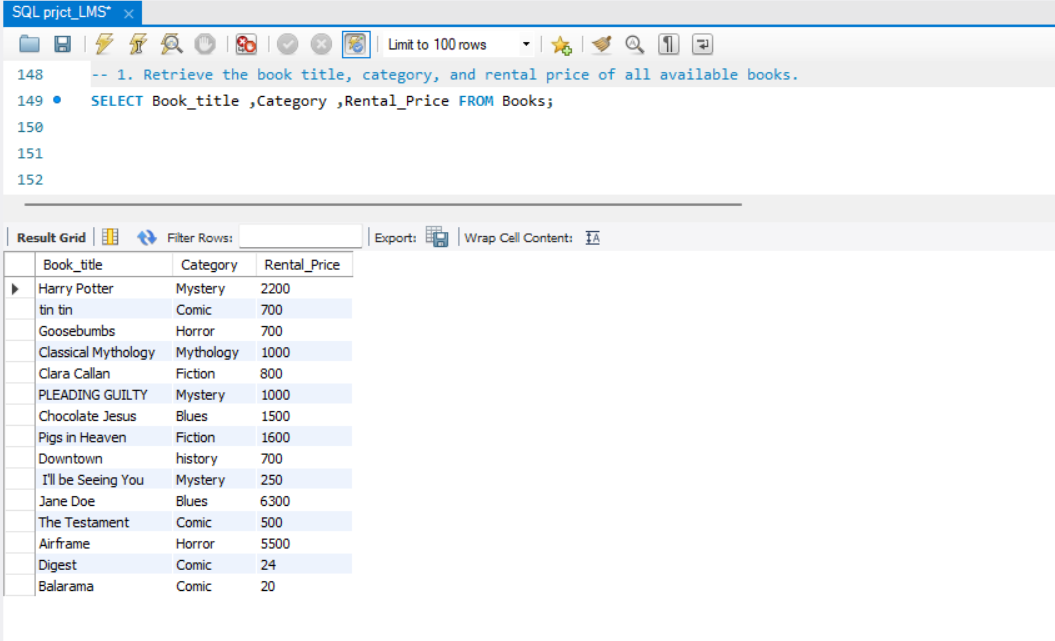 SQL prjct_LMS*
Limit to 100 rows
148 -- 1. Retrieve the book title, category, and rental price of all available books.
149 SELECT Book_title ,Category ,Rental_Price FROM Books;
150
151
152
Result Grid Filter Rows: Export: Wrap Cell Content:
Book_title Category Rental_Price
Harry Potter Mystery 2200
tin tin Comic 700
Goosebumbs Horror 700
Classical Mythology Mythology 1000
Clara Callan Fiction 800
PLEADING GUILTY Mystery 1000
Chocolate Jesus Blues 1500
Pigs in Heaven Fiction 1600
Downtown history 700
I'll be Seeing You Mystery 250
Jane Doe Blues 6300
The Testament Comic 500
Airframe Horror 5500
Digest Comic 24
Balarama Comic 20